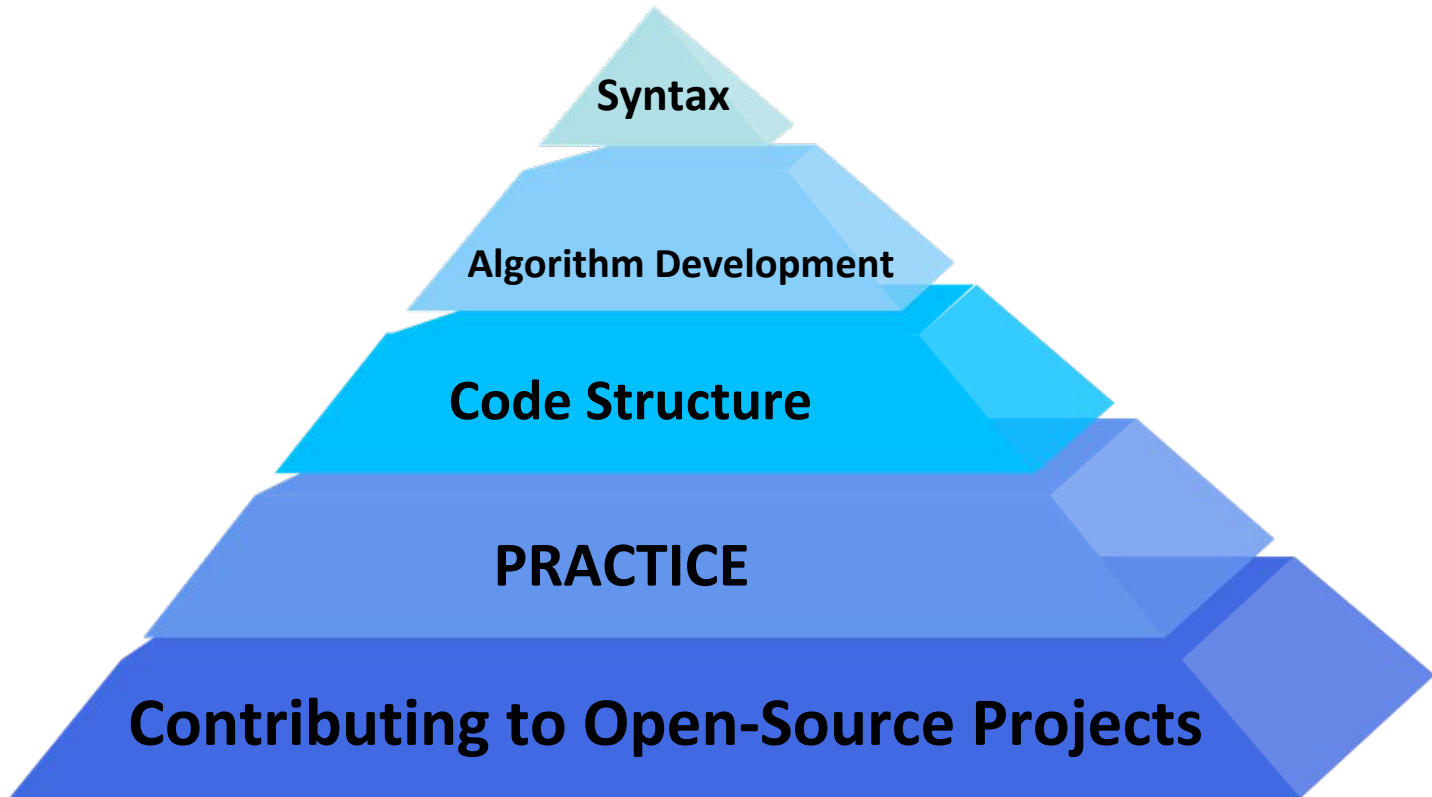 Syntax
Algorithm Development
Code Structure
PRACTICE
Contributing to Open-Source Projects